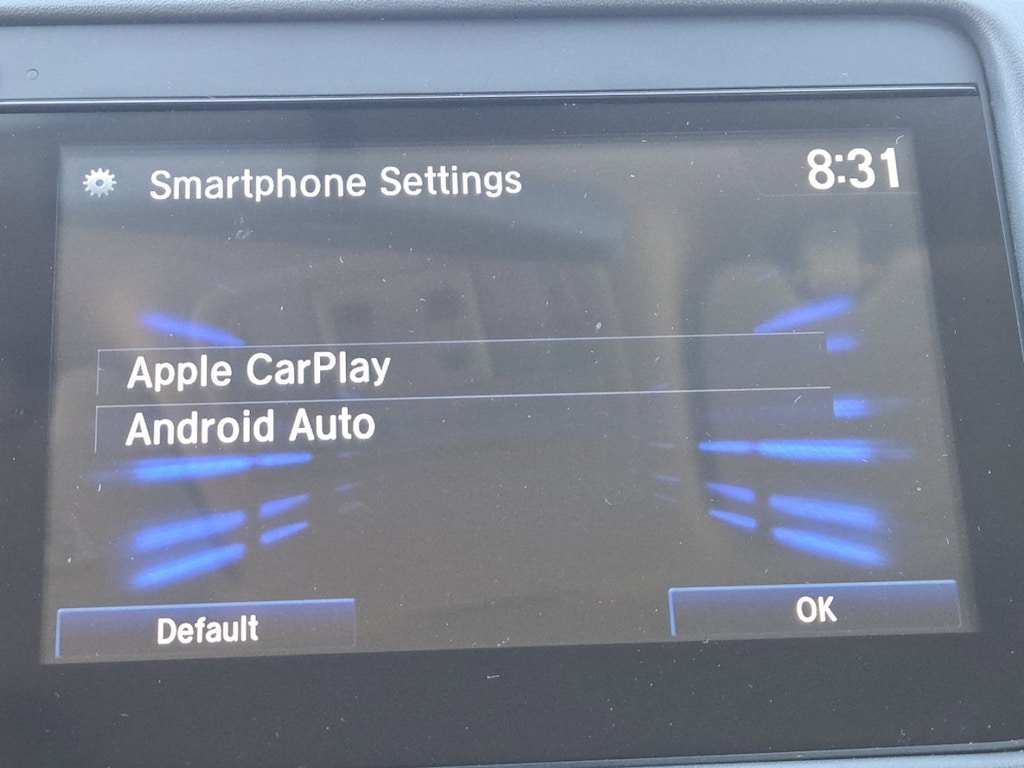 Smartphone Settings
8:31
Apple CarPlay
Android Auto
Default
OK